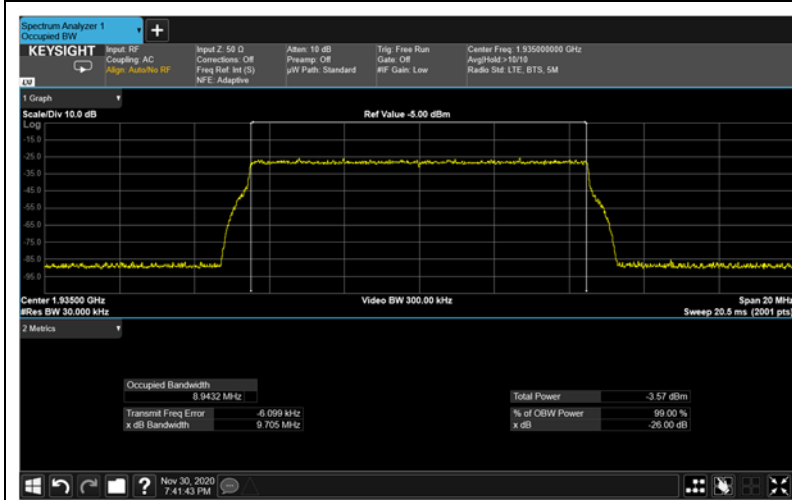 Spectrum Analyzer 1
Occupied BW
KEYSIGHT
Input: RF
Coupling: AC
Align: Auto/No RF
Input Z: 50 Ω
Corrections: Off
Freq Ref: Int (S)
NFE: Adaptive
Atten: 10 dB
Preamp: Off
µW Path: Standard
Trig: Free Run
Gate: Off
#IF Gain: Low
Center Freq: 1.935000000 GHz
Avg|Hold:>10/10
Radio Std: LTE, BTS, 5M
LXI
1 Graph
Scale/Div 10.0 dB
Ref Value -5.00 dBm
Log
-15.0
-25.0
-35.0
-45.0
-55.0
-65.0
-75.0
-85.0
-95.0
Center 1.93500 GHz
Video BW 300.00 kHz
Span 20 MHz
#Res BW 30.000 kHz
Sweep 20.5 ms (2001 pts)
2 Metrics
Occupied Bandwidth
8.9432 MHz
Total Power -3.57 dBm
Transmit Freq Error -6.099 kHz
% of OBW Power 99.00 %
x dB Bandwidth 9.705 MHz
x dB -26.00 dB
Nov 30, 2020
7:41:43 PM